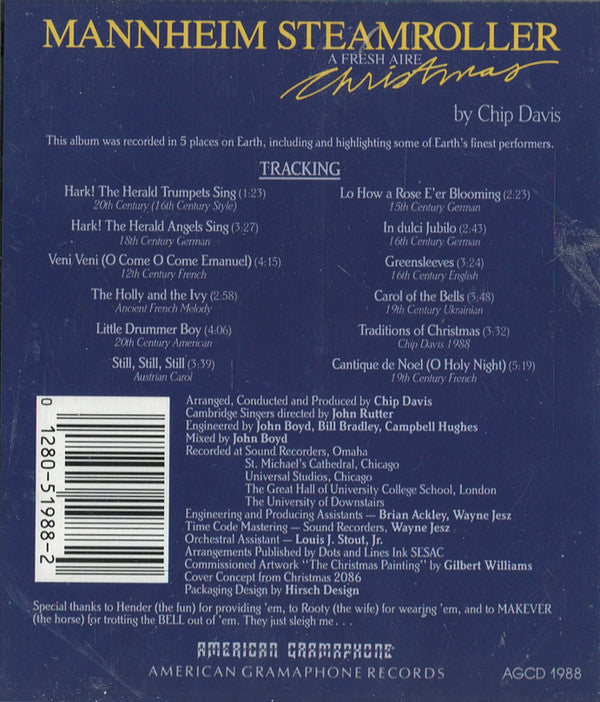 MANNHEIM STEAMROLLER
A FRESH AIRE
Christmas
by Chip Davis
This album was recorded in 5 places on Earth, including and highlighting some of Earth's finest performers.
TRACKING
Hark! The Herald Trumpets Sing (1:23)
20th Century (16th Century Style)
Hark! The Herald Angels Sing (3:27)
18th Century German
Veni Veni (O Come O Come Emanuel) (4:15)
12th Century French
The Holly and the Ivy (2:58)
Ancient French Melody
Little Drummer Boy (4:06)
20th Century American
Still, Still, Still (3:39)
Austrian Carol
Lo How a Rose E'er Blooming (2:23)
15th Century German
In dulci Jubilo (2:43)
16th Century German
Greensleeves (3:24)
16th Century English
Carol of the Bells (3:48)
19th Century Ukrainian
Traditions of Christmas (3:32)
Chip Davis 1988
Cantique de Noel (O Holy Night) (5:19)
19th Century French
0 1280-51988-2
Arranged, Conducted and Produced by Chip Davis
Cambridge Singers directed by John Rutter
Engineered by John Boyd, Bill Bradley, Campbell Hughes
Mixed by John Boyd
Recorded at Sound Recorders, Omaha
St. Michael's Cathedral, Chicago
Universal Studios, Chicago
The Great Hall of University College School, London
The University of Downstairs
Engineering and Producing Assistants — Brian Ackley, Wayne Jesz
Time Code Mastering — Sound Recorders, Wayne Jesz
Orchestral Assistant — Louis J. Stout, Jr.
Arrangements Published by Dots and Lines Ink SESAC
Commissioned Artwork "The Christmas Painting" by Gilbert Williams
Cover Concept from Christmas 2086
Packaging Design by Hirsch Design
Special thanks to Hender (the fun) for providing 'em, to Rooty (the wife) for wearing 'em, and to MAKEVER
(the horse) for trotting the BELL out of 'em. They just sleigh me . . .
AMERICAN GRAMAPHONE
AMERICAN GRAMAPHONE RECORDS
AGCD 1988